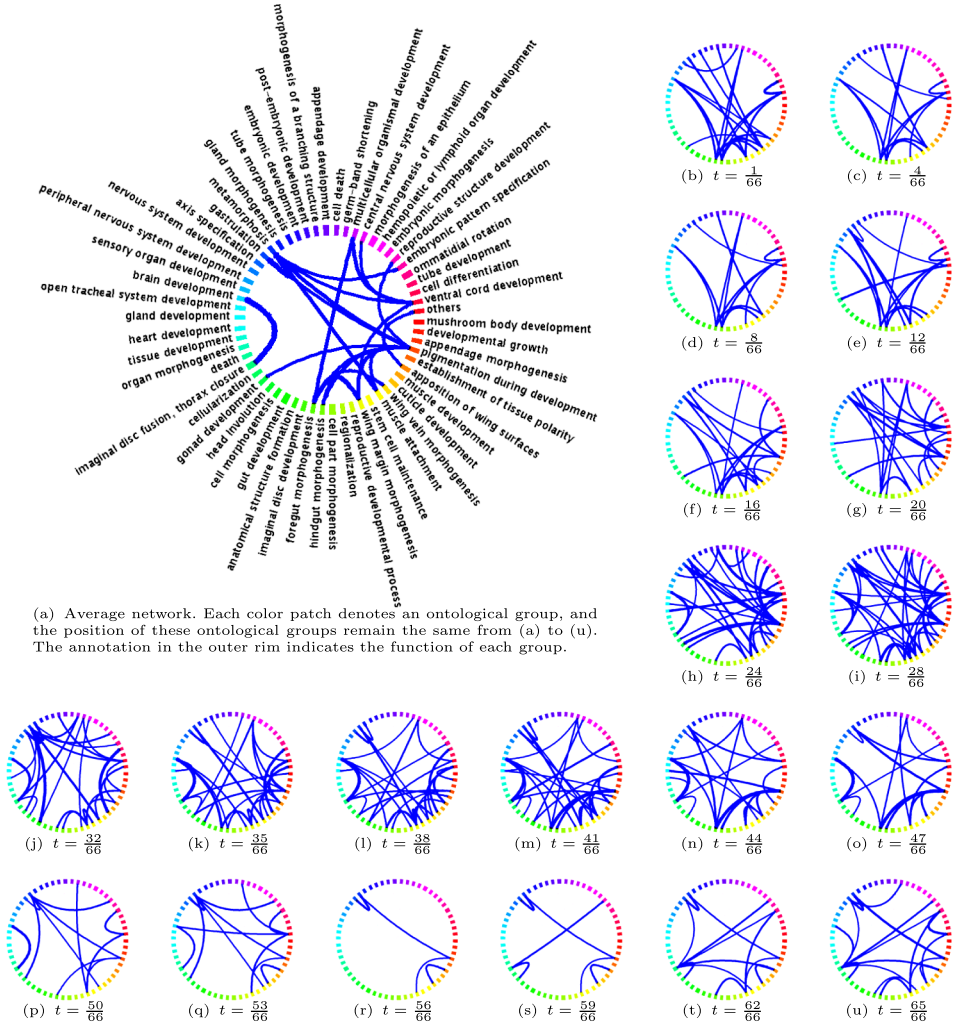 morphogenesis of a branching structure
appendage development
cell death
germ-band shortening
multicellular organismal development
central nervous system development
morphogenesis of an epithelium
hemopoietic or lymphoid organ development
embryonic morphogenesis
reproductive structure development
embryonic pattern specification
ommatidial rotation
tube development
cell differentiation
ventral cord development
others
mushroom body development
developmental growth
appendage morphogenesis
pigmentation during development
establishment of tissue polarity
apposition of wing surfaces
muscle development
cuticle development
wing vein morphogenesis
muscle attachment
stem cell maintenance
wing margin morphogenesis
reproductive developmental process
regionalization
cell part morphogenesis
hindgut morphogenesis
foregut morphogenesis
imaginal disc development
anatomical structure formation
gut development
cell morphogenesis
head involution
gonad development
cellularization
imaginal disc fusion, thorax closure
death
organ morphogenesis
tissue development
heart development
gland development
open tracheal system development
brain development
sensory organ development
peripheral nervous system development
nervous system development
axis specification
gastrulation
metamorphosis
gland morphogenesis
tube morphogenesis
embryonic development
post-embryonic development
(a) Average network. Each color patch denotes an ontological group, and
the position of these ontological groups remain the same from (a) to (u).
The annotation in the outer rim indicates the function of each group.
(b) t = 1/66
(c) t = 4/66
(d) t = 8/66
(e) t = 12/66
(f) t = 16/66
(g) t = 20/66
(h) t = 24/66
(i) t = 28/66
(j) t = 32/66
(k) t = 35/66
(l) t = 38/66
(m) t = 41/66
(n) t = 44/66
(o) t = 47/66
(p) t = 50/66
(q) t = 53/66
(r) t = 56/66
(s) t = 59/66
(t) t = 62/66
(u) t = 65/66